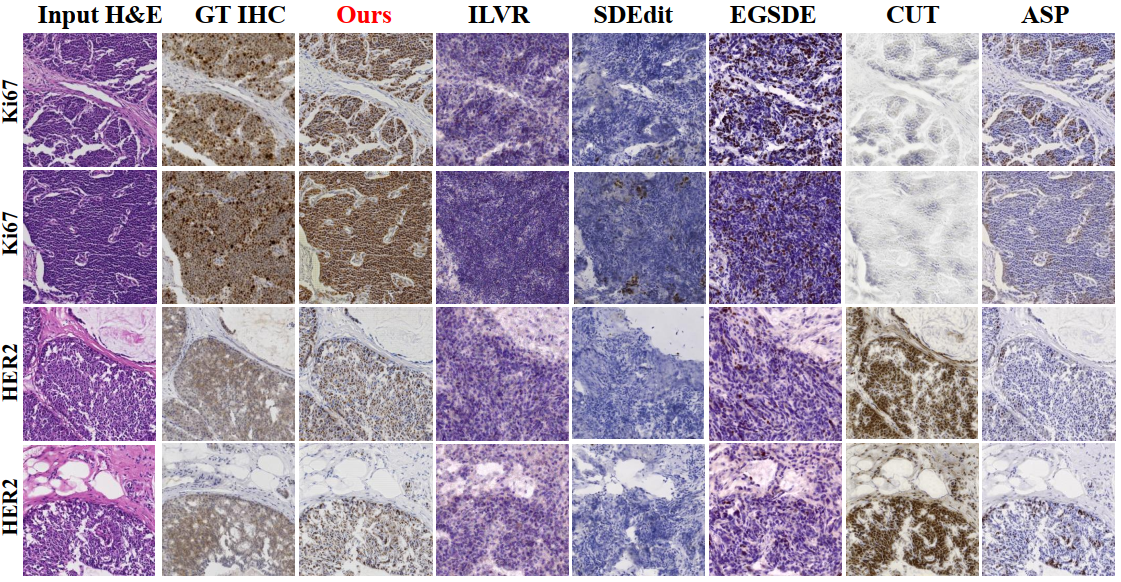 Input H&E GT IHC Ours ILVR SDEdit EGSDE CUT ASP
Ki67
Ki67
HER2
HER2